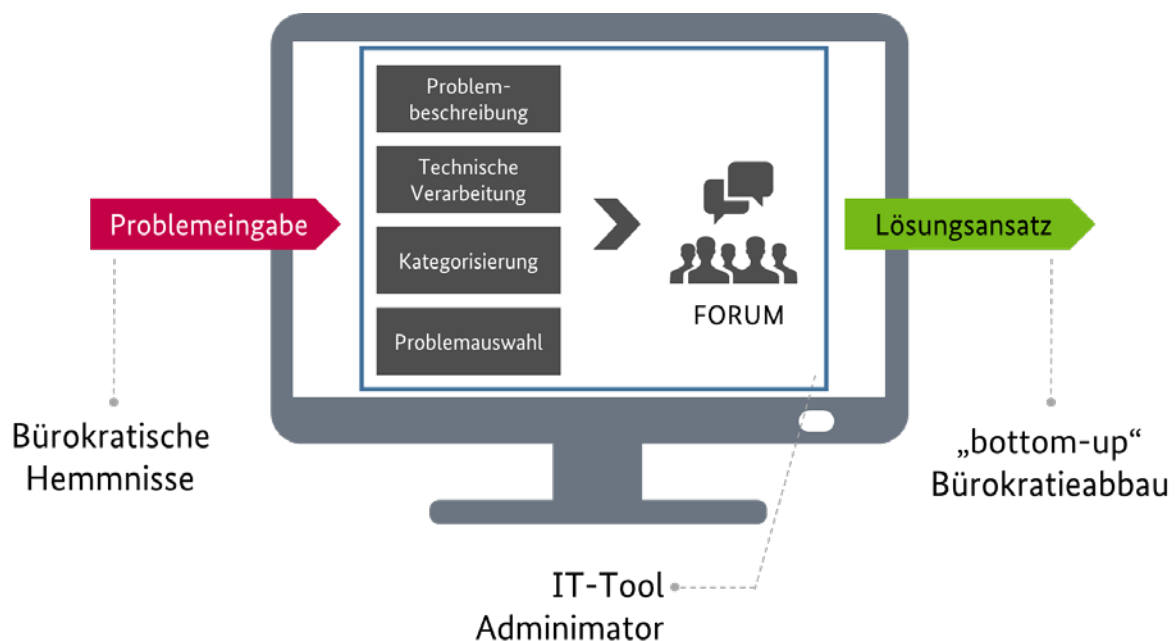 Problem-
beschreibung
Technische
Verarbeitung
Problemeingabe
Kategorisierung
Problemauswahl
FORUM
Lösungsansatz
Bürokratische
Hemmnisse
„bottom-up“
Bürokratieabbau
IT-Tool
Adminimator